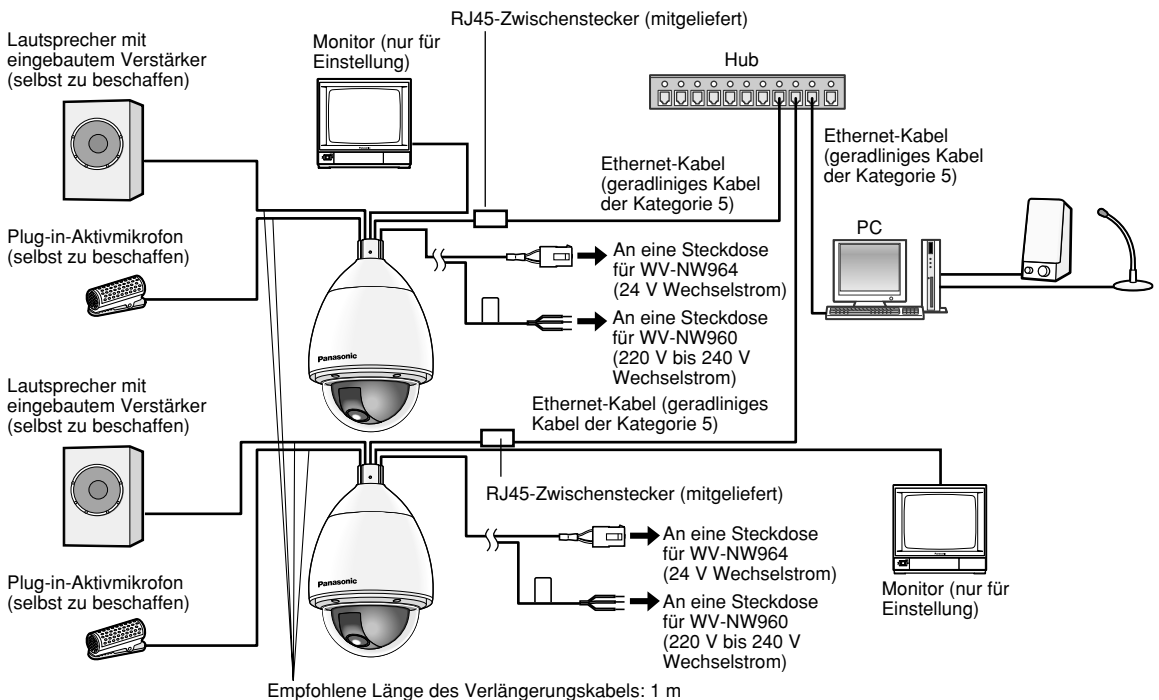 RJ45-Zwischenstecker (mitgeliefert)
Lautsprecher mit
eingebautem Verstärker
(selbst zu beschaffen)
Monitor (nur für
Einstellung)
Hub
Ethernet-Kabel
(geradliniges Kabel
der Kategorie 5)
Ethernet-Kabel
(geradliniges Kabel
der Kategorie 5)
Plug-in-Aktivmikrofon
(selbst zu beschaffen)
PC
An eine Steckdose
für WV-NW964
(24 V Wechselstrom)
An eine Steckdose
für WV-NW960
(220 V bis 240 V
Wechselstrom)
Panasonic
Lautsprecher mit
eingebautem Verstärker
(selbst zu beschaffen)
Ethernet-Kabel (geradliniges
Kabel der Kategorie 5)
RJ45-Zwischenstecker (mitgeliefert)
An eine Steckdose
für WV-NW964
(24 V Wechselstrom)
Plug-in-Aktivmikrofon
(selbst zu beschaffen)
Panasonic
An eine Steckdose
für WV-NW960
(220 V bis 240 V
Wechselstrom)
Monitor (nur für
Einstellung)
Empfohlene Länge des Verlängerungskabels: 1 m